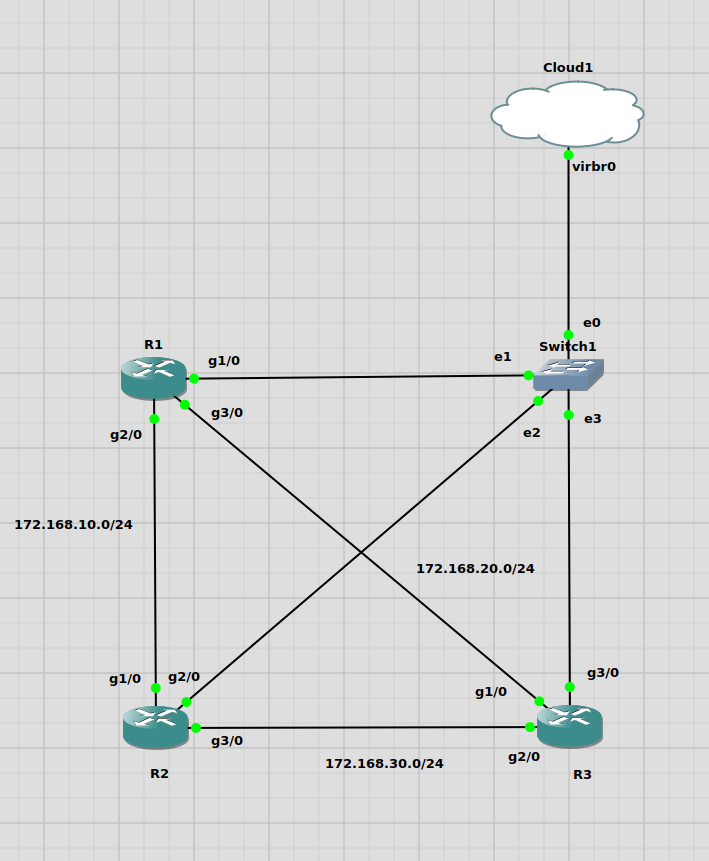 Cloud1
virbr0
e0
Switch1
R1
e1
g1/0
g3/0
e3
g2/0
e2
172.168.10.0/24
172.168.20.0/24
g3/0
g1/0
g2/0
g1/0
g3/0
g2/0
172.168.30.0/24
R2
R3